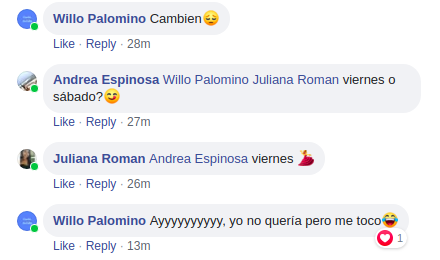 Willo Palomino Cambien😔
Like · Reply · 28m
Andrea Espinosa Willo Palomino Juliana Roman viernes o
sábado?😋
Like · Reply · 27m
Juliana Roman Andrea Espinosa viernes 💃
Like · Reply · 26m
Willo Palomino Ayyyyyyyyyy, yo no quería pero me toco😂
1
Like · Reply · 13m